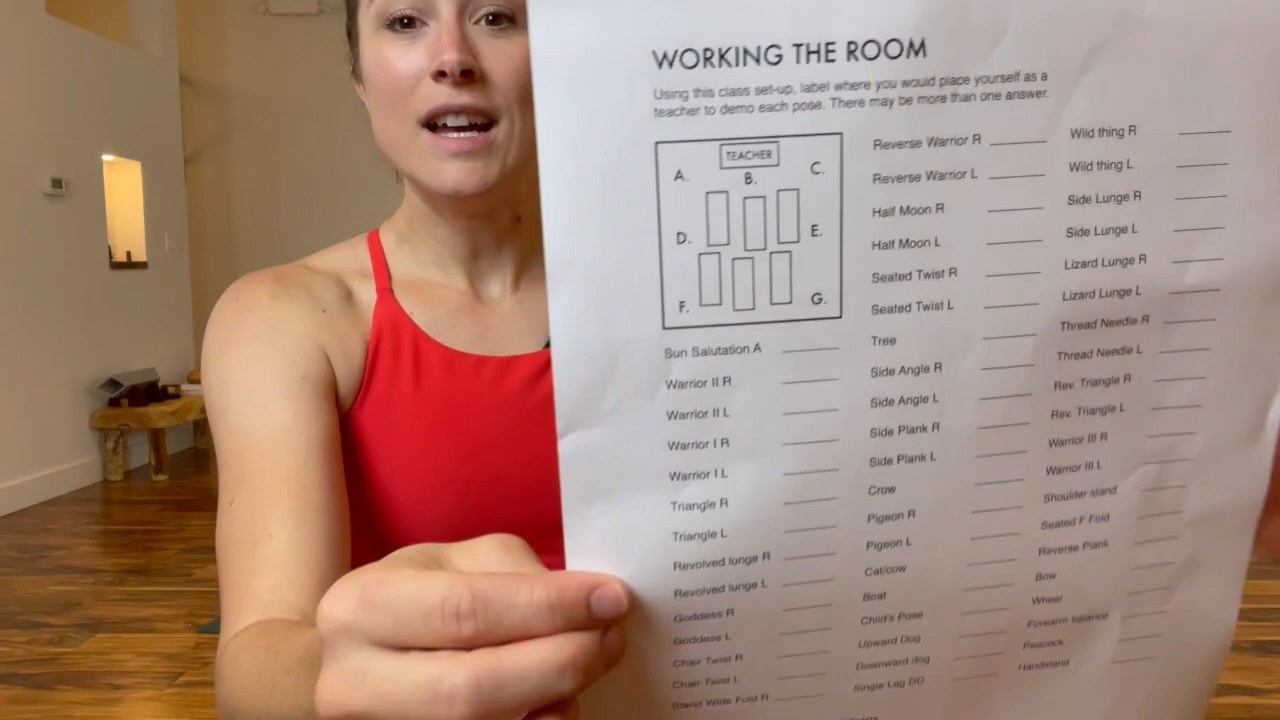 WORKING THE ROOM
Using this class set-up, label where you would place yourself as a
teacher to demo each pose. There may be more than one answer.
TEACHER
A.
B.
C.
D.
E.
F.
G.
Sun Salutation A
Warrior II R
Warrior II L
Warrior I R
Warrior I L
Triangle R
Triangle L
Revolved lunge R
Revolved lunge L
Goddess R
Goddess L
Chair Twist R
Chair Twist L
Stand Wide Fold R
Reverse Warrior R
Reverse Warrior L
Half Moon R
Half Moon L
Seated Twist R
Seated Twist L
Tree
Side Angle R
Side Angle L
Side Plank R
Side Plank L
Crow
Pigeon R
Pigeon L
Cat/cow
Boat
Child's Pose
Upward Dog
Downward dog
Single Leg DD
Wild thing R
Wild thing L
Side Lunge R
Side Lunge L
Lizard Lunge R
Lizard Lunge L
Thread Needle R
Thread Needle L
Rev. Triangle R
Rev. Triangle L
Warrior III R
Warrior III L
Shoulder stand
Seated F Fold
Reverse Plank
Bow
Wheel
Forearm balance
Peacock
Handstand